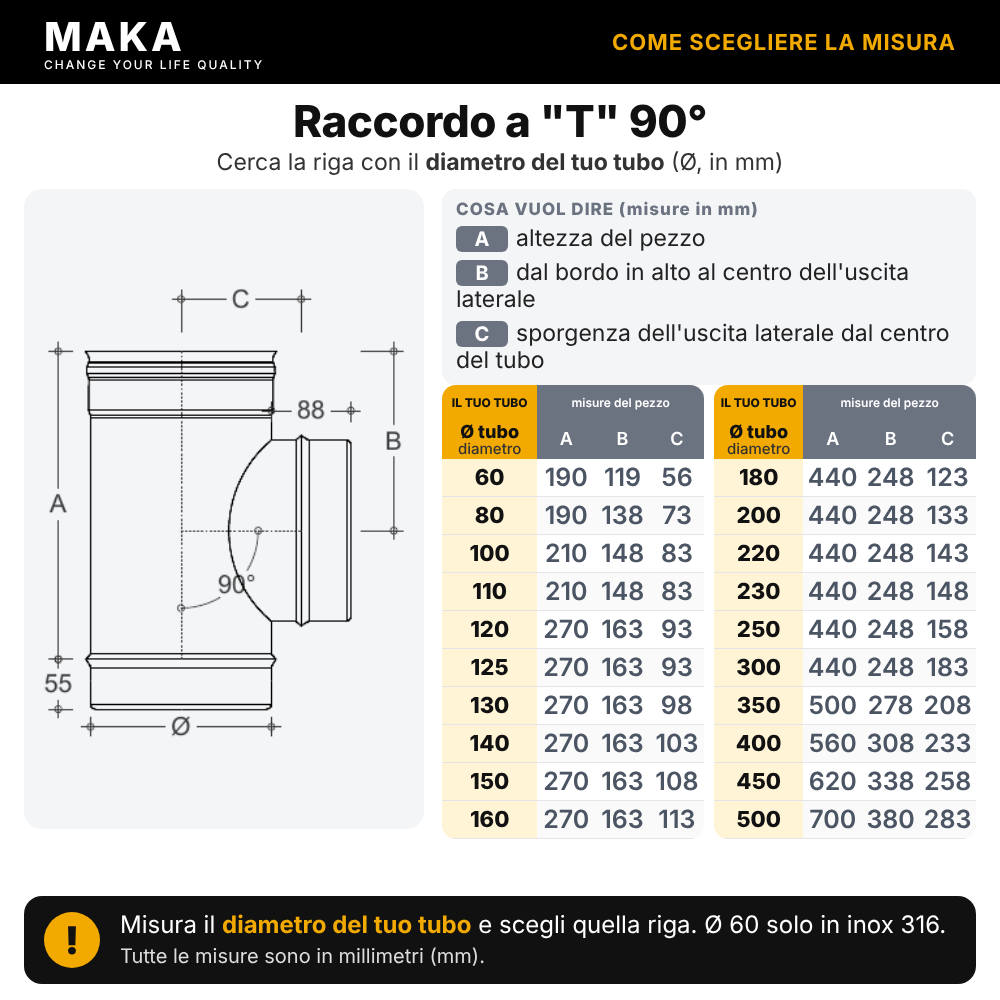 MAKA
CHANGE YOUR LIFE QUALITY
COME SCEGLIERE LA MISURA
Raccordo a "T" 90°
Cerca la riga con il diametro del tuo tubo (Ø, in mm)
C
88
B
A
90°
55
Ø
COSA VUOL DIRE (misure in mm)
A altezza del pezzo
B dal bordo in alto al centro dell'uscita
laterale
C sporgenza dell'uscita laterale dal centro
del tubo
IL TUO TUBO misure del pezzo
Ø tubo A B C
diametro
60 190 119 56
80 190 138 73
100 210 148 83
110 210 148 83
120 270 163 93
125 270 163 93
130 270 163 98
140 270 163 103
150 270 163 108
160 270 163 113
IL TUO TUBO misure del pezzo
Ø tubo A B C
diametro
180 440 248 123
200 440 248 133
220 440 248 143
230 440 248 148
250 440 248 158
300 440 248 183
350 500 278 208
400 560 308 233
450 620 338 258
500 700 380 283
! Misura il diametro del tuo tubo e scegli quella riga. Ø 60 solo in inox 316.
Tutte le misure sono in millimetri (mm).